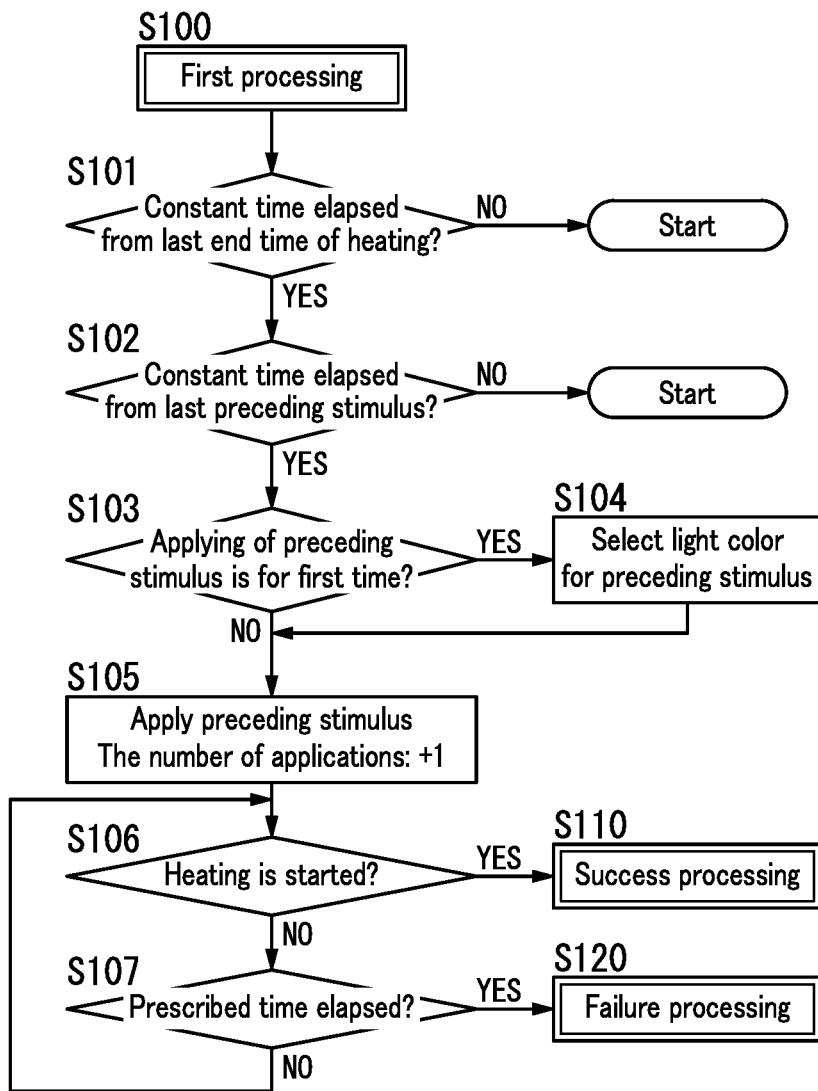 S100
First processing
S101
Constant time elapsed
from last end time of heating?
NO
Start
YES
S102
Constant time elapsed
from last preceding stimulus?
NO
Start
YES
S103
Applying of preceding
stimulus is for first time?
YES
S104
Select light color
for preceding stimulus
NO
S105
Apply preceding stimulus
The number of applications: +1
S106
Heating is started?
YES
S110
Success processing
NO
S107
Prescribed time elapsed?
YES
S120
Failure processing
NO